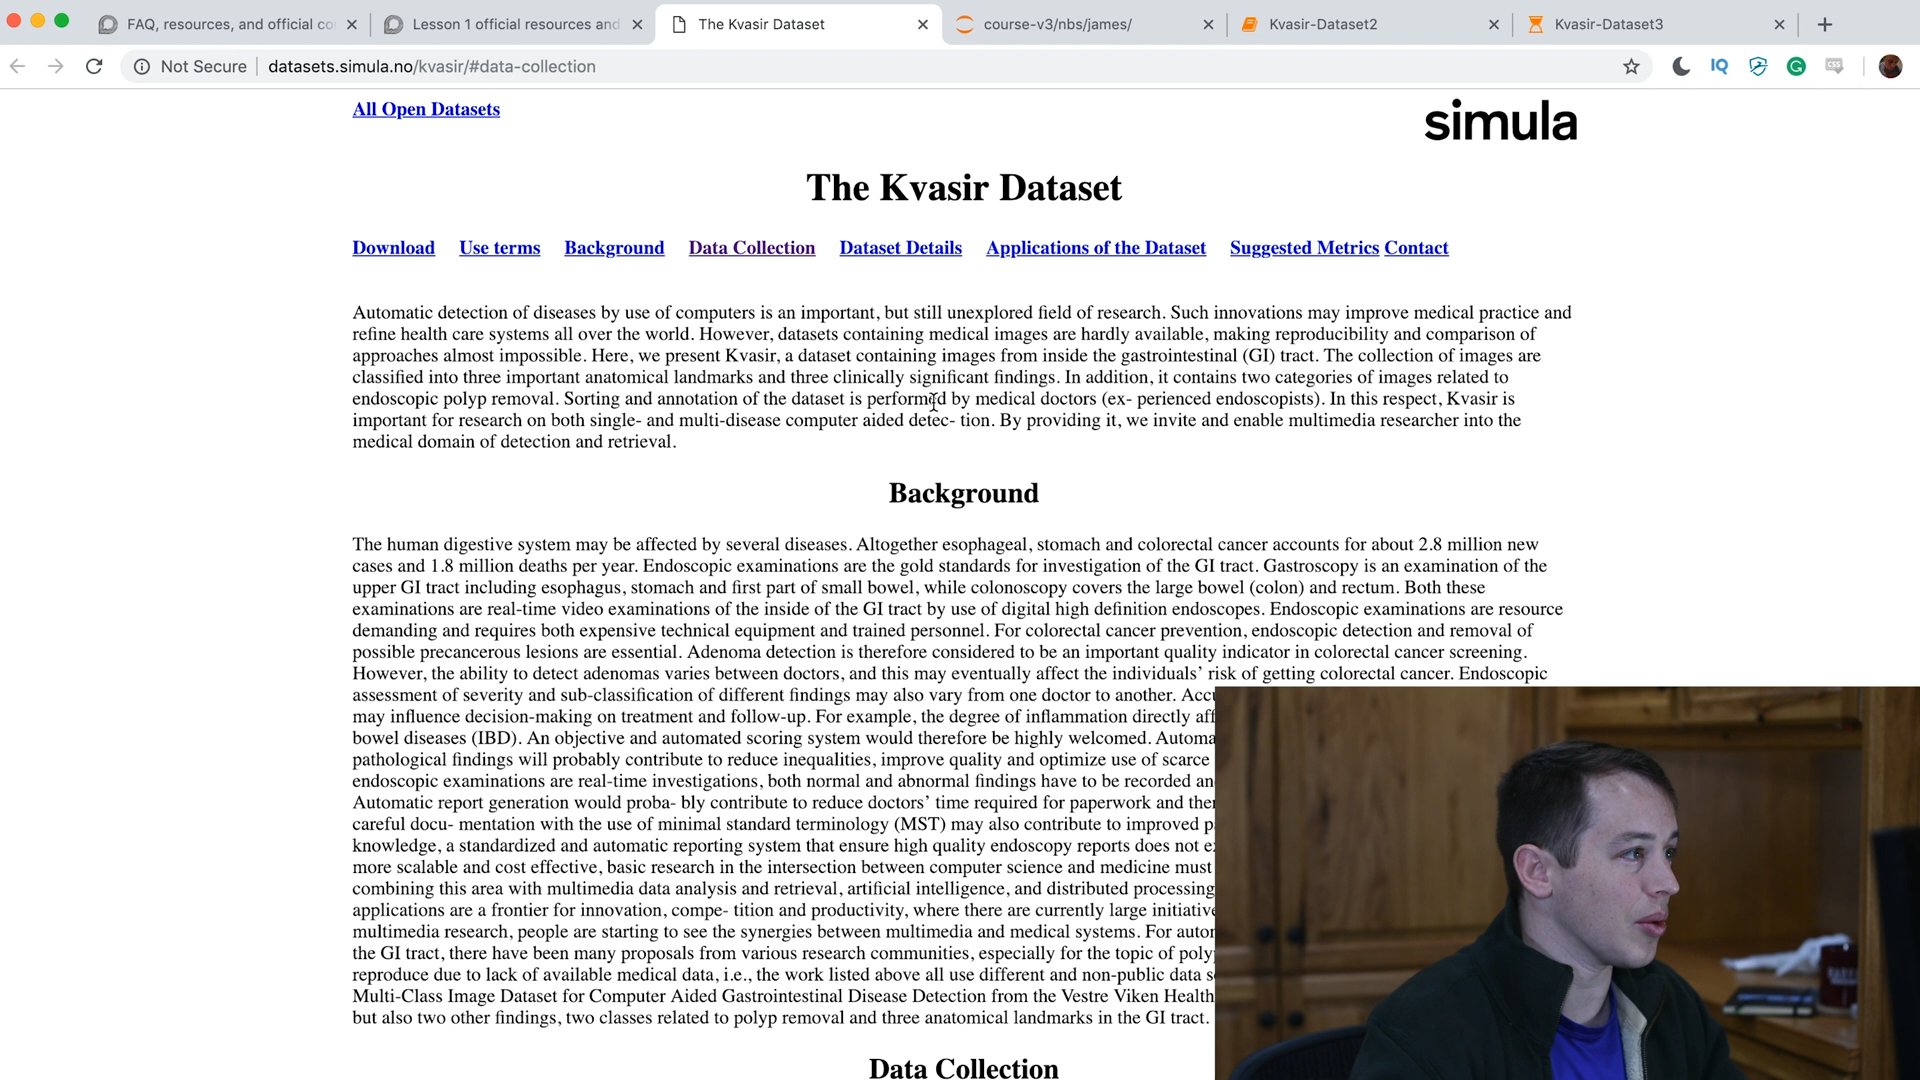 FAQ, resources, and official co
Lesson 1 official resources and
The Kvasir Dataset
course-v3/nbs/james/
Kvasir-Dataset2
Kvasir-Dataset3
Not Secure
datasets.simula.no/kvasir/#data-collection
IQ
G
CSS
All Open Datasets
simula
The Kvasir Dataset
Download Use terms Background Data Collection Dataset Details Applications of the Dataset Suggested Metrics Contact
Automatic detection of diseases by use of computers is an important, but still unexplored field of research. Such innovations may improve medical practice and
refine health care systems all over the world. However, datasets containing medical images are hardly available, making reproducibility and comparison of
approaches almost impossible. Here, we present Kvasir, a dataset containing images from inside the gastrointestinal (GI) tract. The collection of images are
classified into three important anatomical landmarks and three clinically significant findings. In addition, it contains two categories of images related to
endoscopic polyp removal. Sorting and annotation of the dataset is performed by medical doctors (ex- perienced endoscopists). In this respect, Kvasir is
important for research on both single- and multi-disease computer aided detec- tion. By providing it, we invite and enable multimedia researcher into the
medical domain of detection and retrieval.
Background
The human digestive system may be affected by several diseases. Altogether esophageal, stomach and colorectal cancer accounts for about 2.8 million new
cases and 1.8 million deaths per year. Endoscopic examinations are the gold standards for investigation of the GI tract. Gastroscopy is an examination of the
upper GI tract including esophagus, stomach and first part of small bowel, while colonoscopy covers the large bowel (colon) and rectum. Both these
examinations are real-time video examinations of the inside of the GI tract by use of digital high definition endoscopes. Endoscopic examinations are resource
demanding and requires both expensive technical equipment and trained personnel. For colorectal cancer prevention, endoscopic detection and removal of
possible precancerous lesions are essential. Adenoma detection is therefore considered to be an important quality indicator in colorectal cancer screening.
However, the ability to detect adenomas varies between doctors, and this may eventually affect the individuals’ risk of getting colorectal cancer. Endoscopic
assessment of severity and sub-classification of different findings may also vary from one doctor to another. Accu
may influence decision-making on treatment and follow-up. For example, the degree of inflammation directly aff
bowel diseases (IBD). An objective and automated scoring system would therefore be highly welcomed. Automa
pathological findings will probably contribute to reduce inequalities, improve quality and optimize use of scarce
endoscopic examinations are real-time investigations, both normal and abnormal findings have to be recorded an
Automatic report generation would proba- bly contribute to reduce doctors’ time required for paperwork and ther
careful docu- mentation with the use of minimal standard terminology (MST) may also contribute to improved p
knowledge, a standardized and automatic reporting system that ensure high quality endoscopy reports does not e
more scalable and cost effective, basic research in the intersection between computer science and medicine must
combining this area with multimedia data analysis and retrieval, artificial intelligence, and distributed processing
applications are a frontier for innovation, compe- tition and productivity, where there are currently large initiative
multimedia research, people are starting to see the synergies between multimedia and medical systems. For auton
the GI tract, there have been many proposals from various research communities, especially for the topic of poly
reproduce due to lack of available medical data, i.e., the work listed above all use different and non-public data s
Multi-Class Image Dataset for Computer Aided Gastrointestinal Disease Detection from the Vestre Viken Health
but also two other findings, two classes related to polyp removal and three anatomical landmarks in the GI tract.
Data Collection